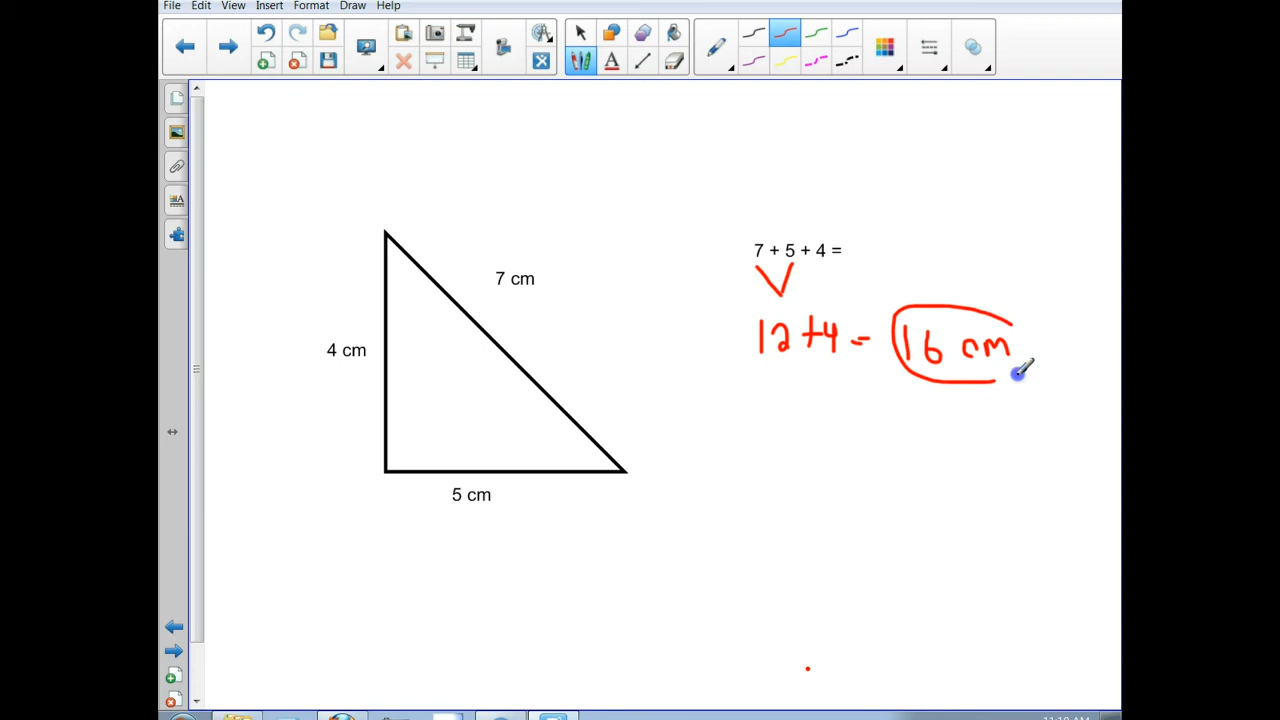 File Edit View Insert Format Draw Help
7 + 5 + 4 =
7 cm
12+4= 16 cm
4 cm
5 cm